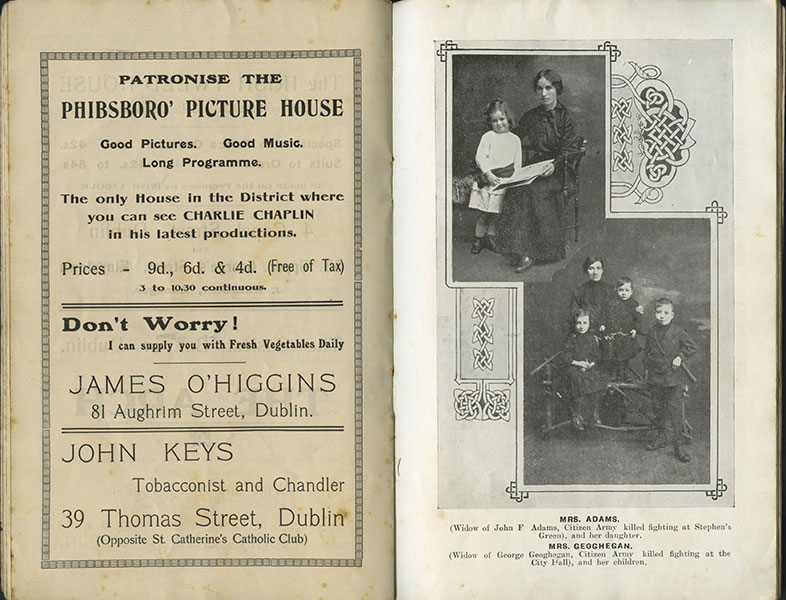 PATRONISE THE
PHIBSBORO' PICTURE HOUSE
Good Pictures. Good Music.
Long Programme.
The only House in the District where
you can see CHARLIE CHAPLIN
in his latest productions.
Prices - 9d., 6d. & 4d. (Free of Tax)
3 to 10.30 continuous.
Don't Worry!
I can supply you with Fresh Vegetables Daily
JAMES O'HIGGINS
81 Aughrim Street, Dublin.
JOHN KEYS
Tobacconist and Chandler
39 Thomas Street, Dublin
(Opposite St. Catherine's Catholic Club)
MRS. ADAMS.
(Widow of John F Adams, Citizen Army killed fighting at Stephen's
Green), and her daughter.
MRS. GEOGHEGAN,
(Widow of George Geoghegan, Citizen Army killed fighting at the
City Hall), and her children.